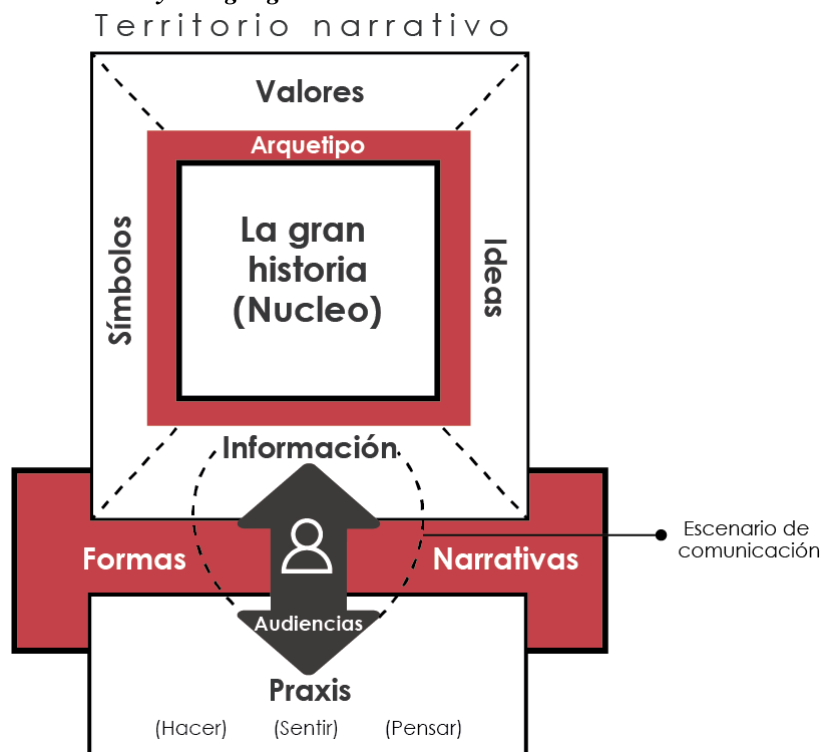 Territorio narrativo
Valores
Arquetipo
La gran
historia
(Nucleo)
Símbolos
Ideas
Información
Formas
Narrativas
Escenario de
comunicación
Audiencias
Praxis
(Hacer) (Sentir) (Pensar)